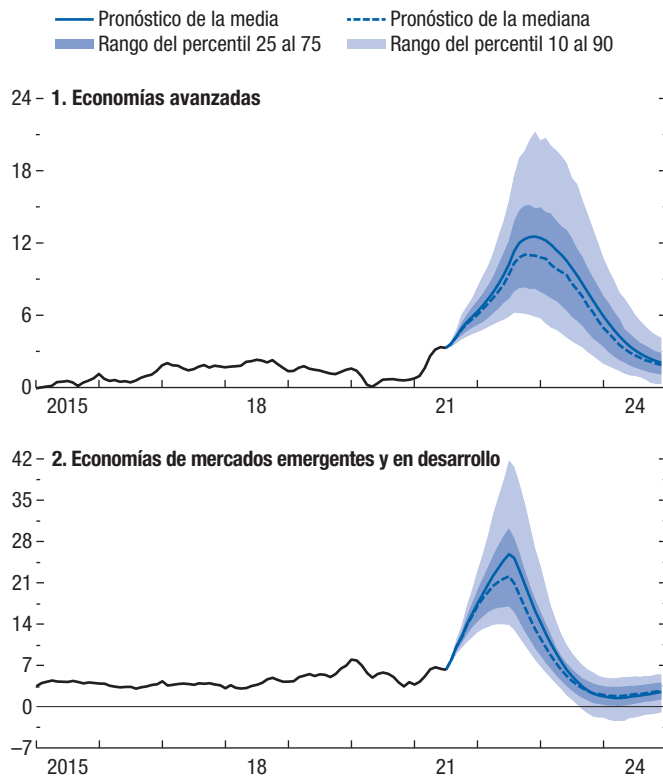 Pronóstico de la media
Pronóstico de la mediana
Rango del percentil 25 al 75
Rango del percentil 10 al 90
1. Economías avanzadas
24
18
12
6
0
2015 18 21 24
2. Economías de mercados emergentes y en desarrollo
42
35
28
21
14
7
0
–7
2015 18 21 24